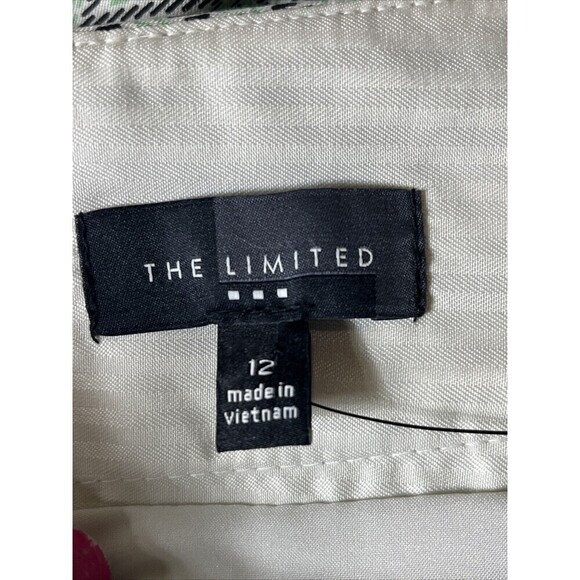 THE LIMITED
12
made in
vietnam